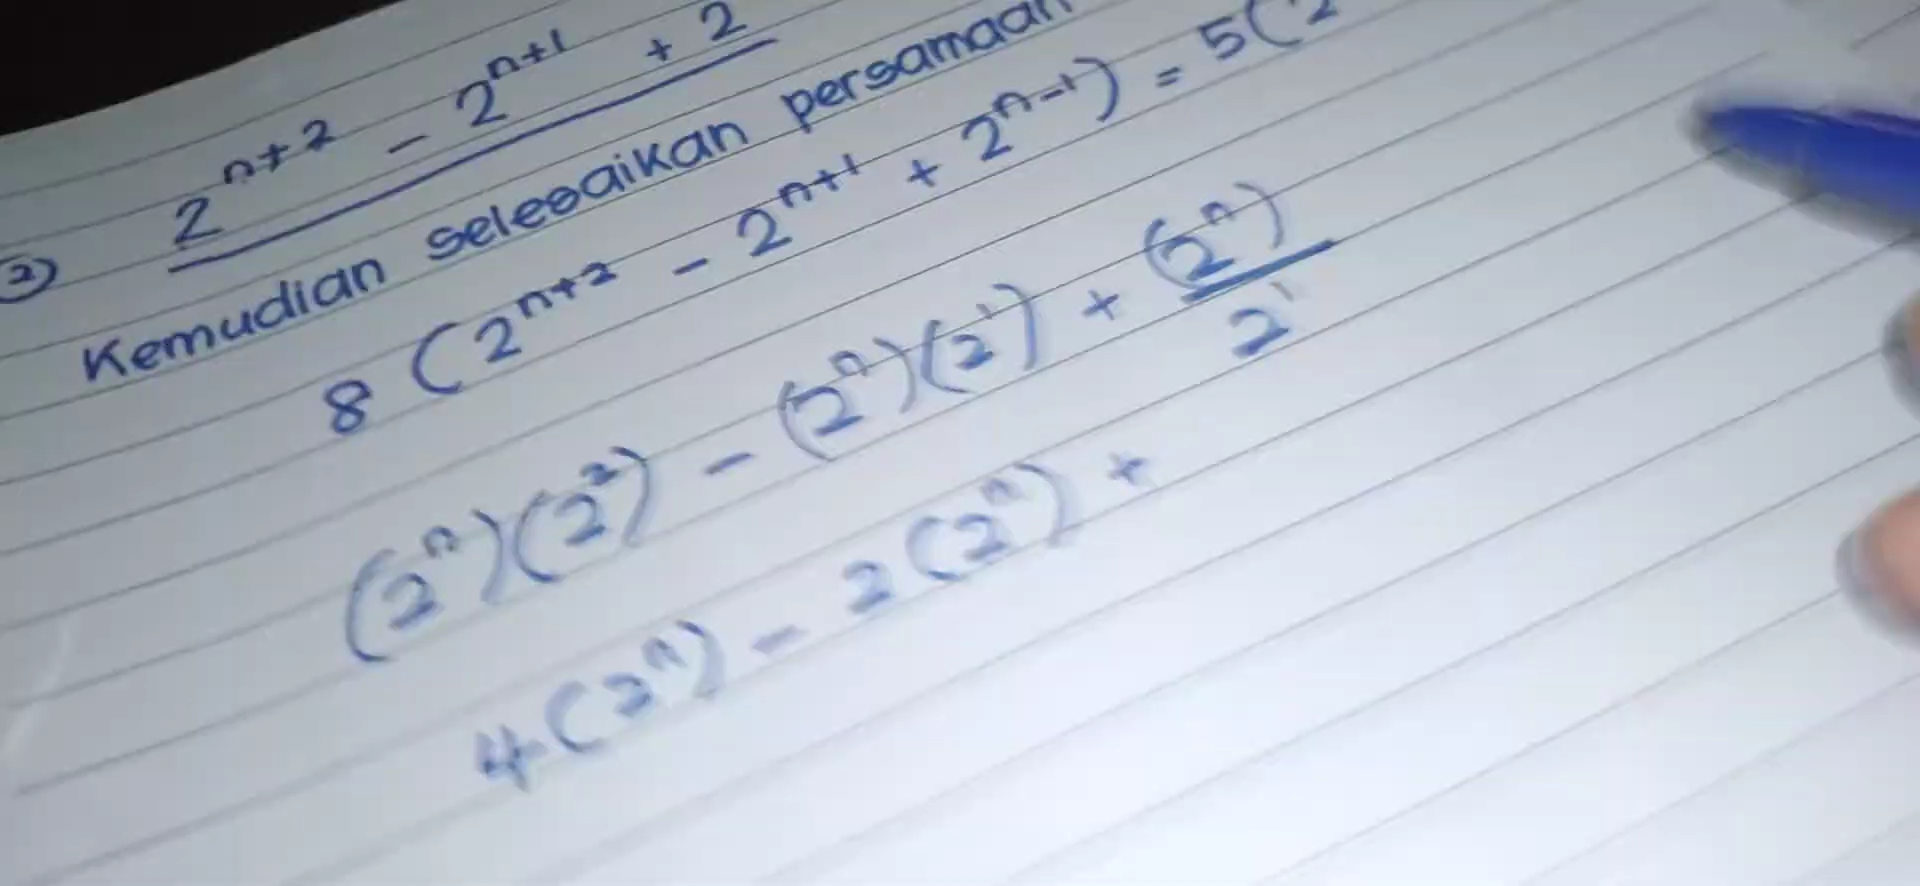 ② 2^{n+2} - 2^{n+1} + 2
Kemudian selesaikan persamaan
8 (2^{n+2} - 2^{n+1} + 2^{n-1}) = 5(2
(2^n)(2^2) - (2^n)(2^1) + (2^n)/2^1
4(2^n) - 2(2^n) +